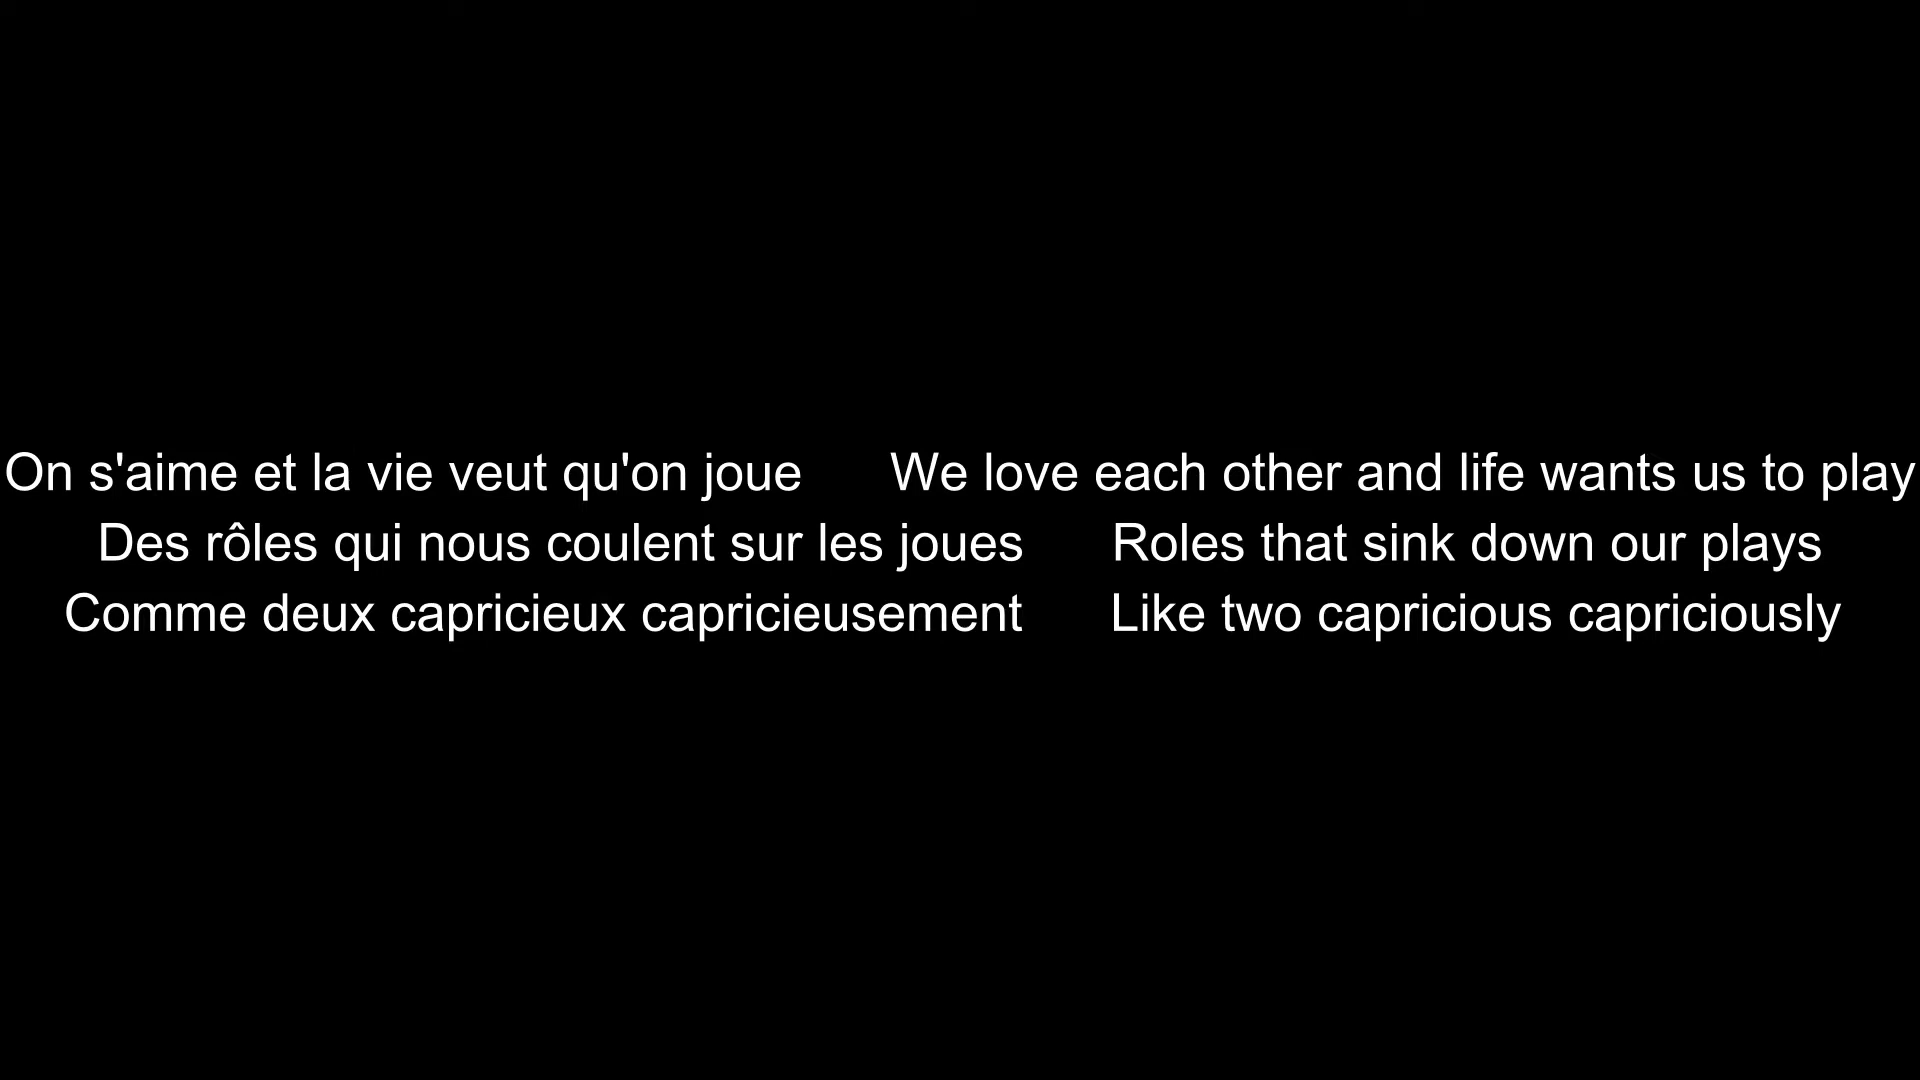 On s'aime et la vie veut qu'on joue We love each other and life wants us to play
Des rôles qui nous coulent sur les joues Roles that sink down our plays
Comme deux capricieux capricieusement Like two capricious capriciously